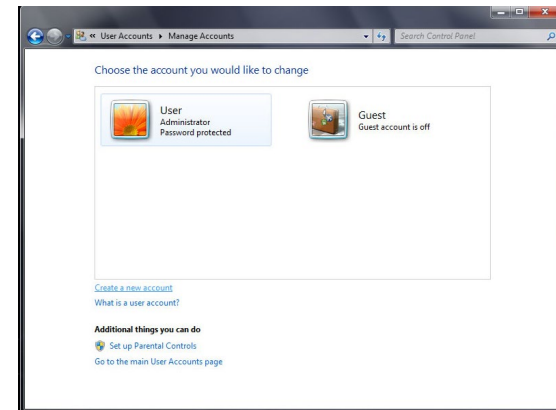 « User Accounts ▸ Manage Accounts
Search Control Panel
Choose the account you would like to change
User
Administrator
Password protected
Guest
Guest account is off
Create a new account
What is a user account?
Additional things you can do
Set up Parental Controls
Go to the main User Accounts page